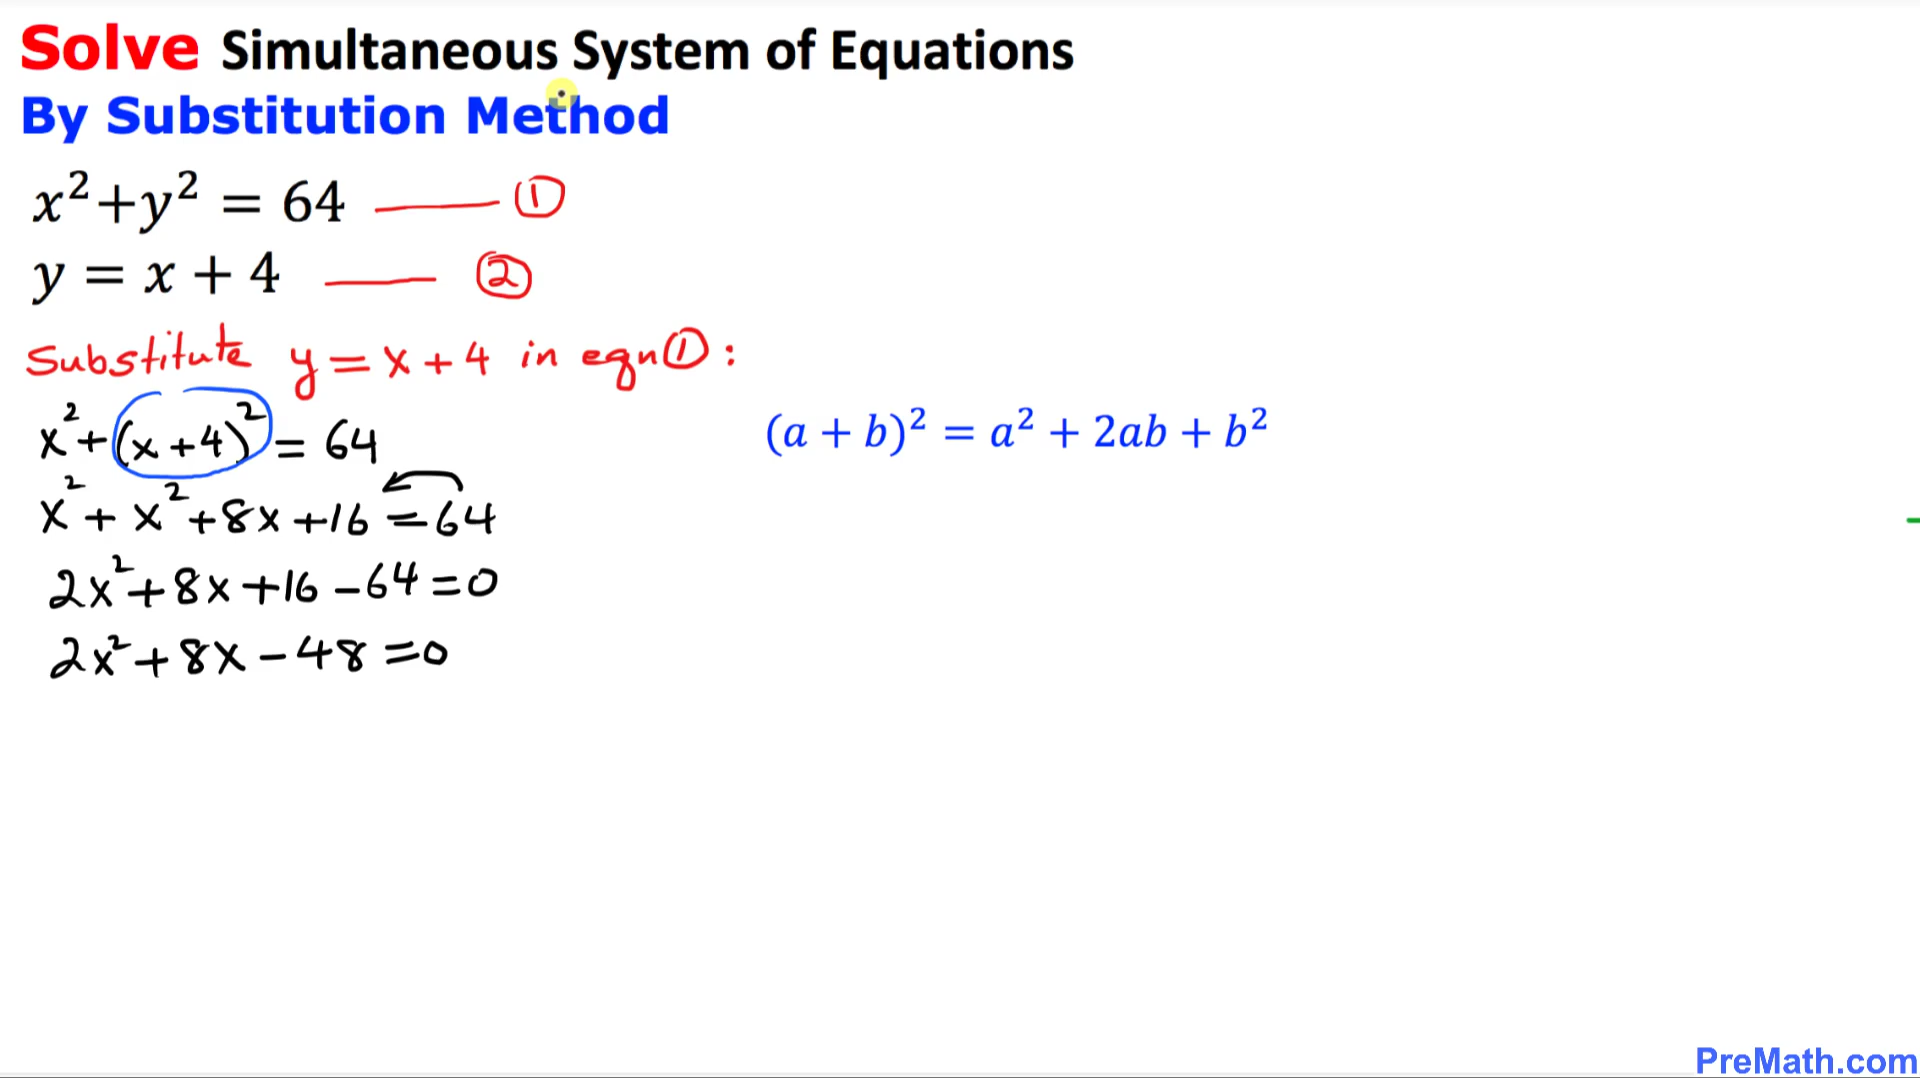 Solve Simultaneous System of Equations
By Substitution Method
x²+y² = 64 —— ①
y = x + 4 —— ②
Substitute y = x + 4 in eqn ① :
x² + (x + 4)² = 64
(a + b)² = a² + 2ab + b²
x² + x² + 8x + 16 = 64
2x² + 8x + 16 - 64 = 0
2x² + 8x - 48 = 0
PreMath.com